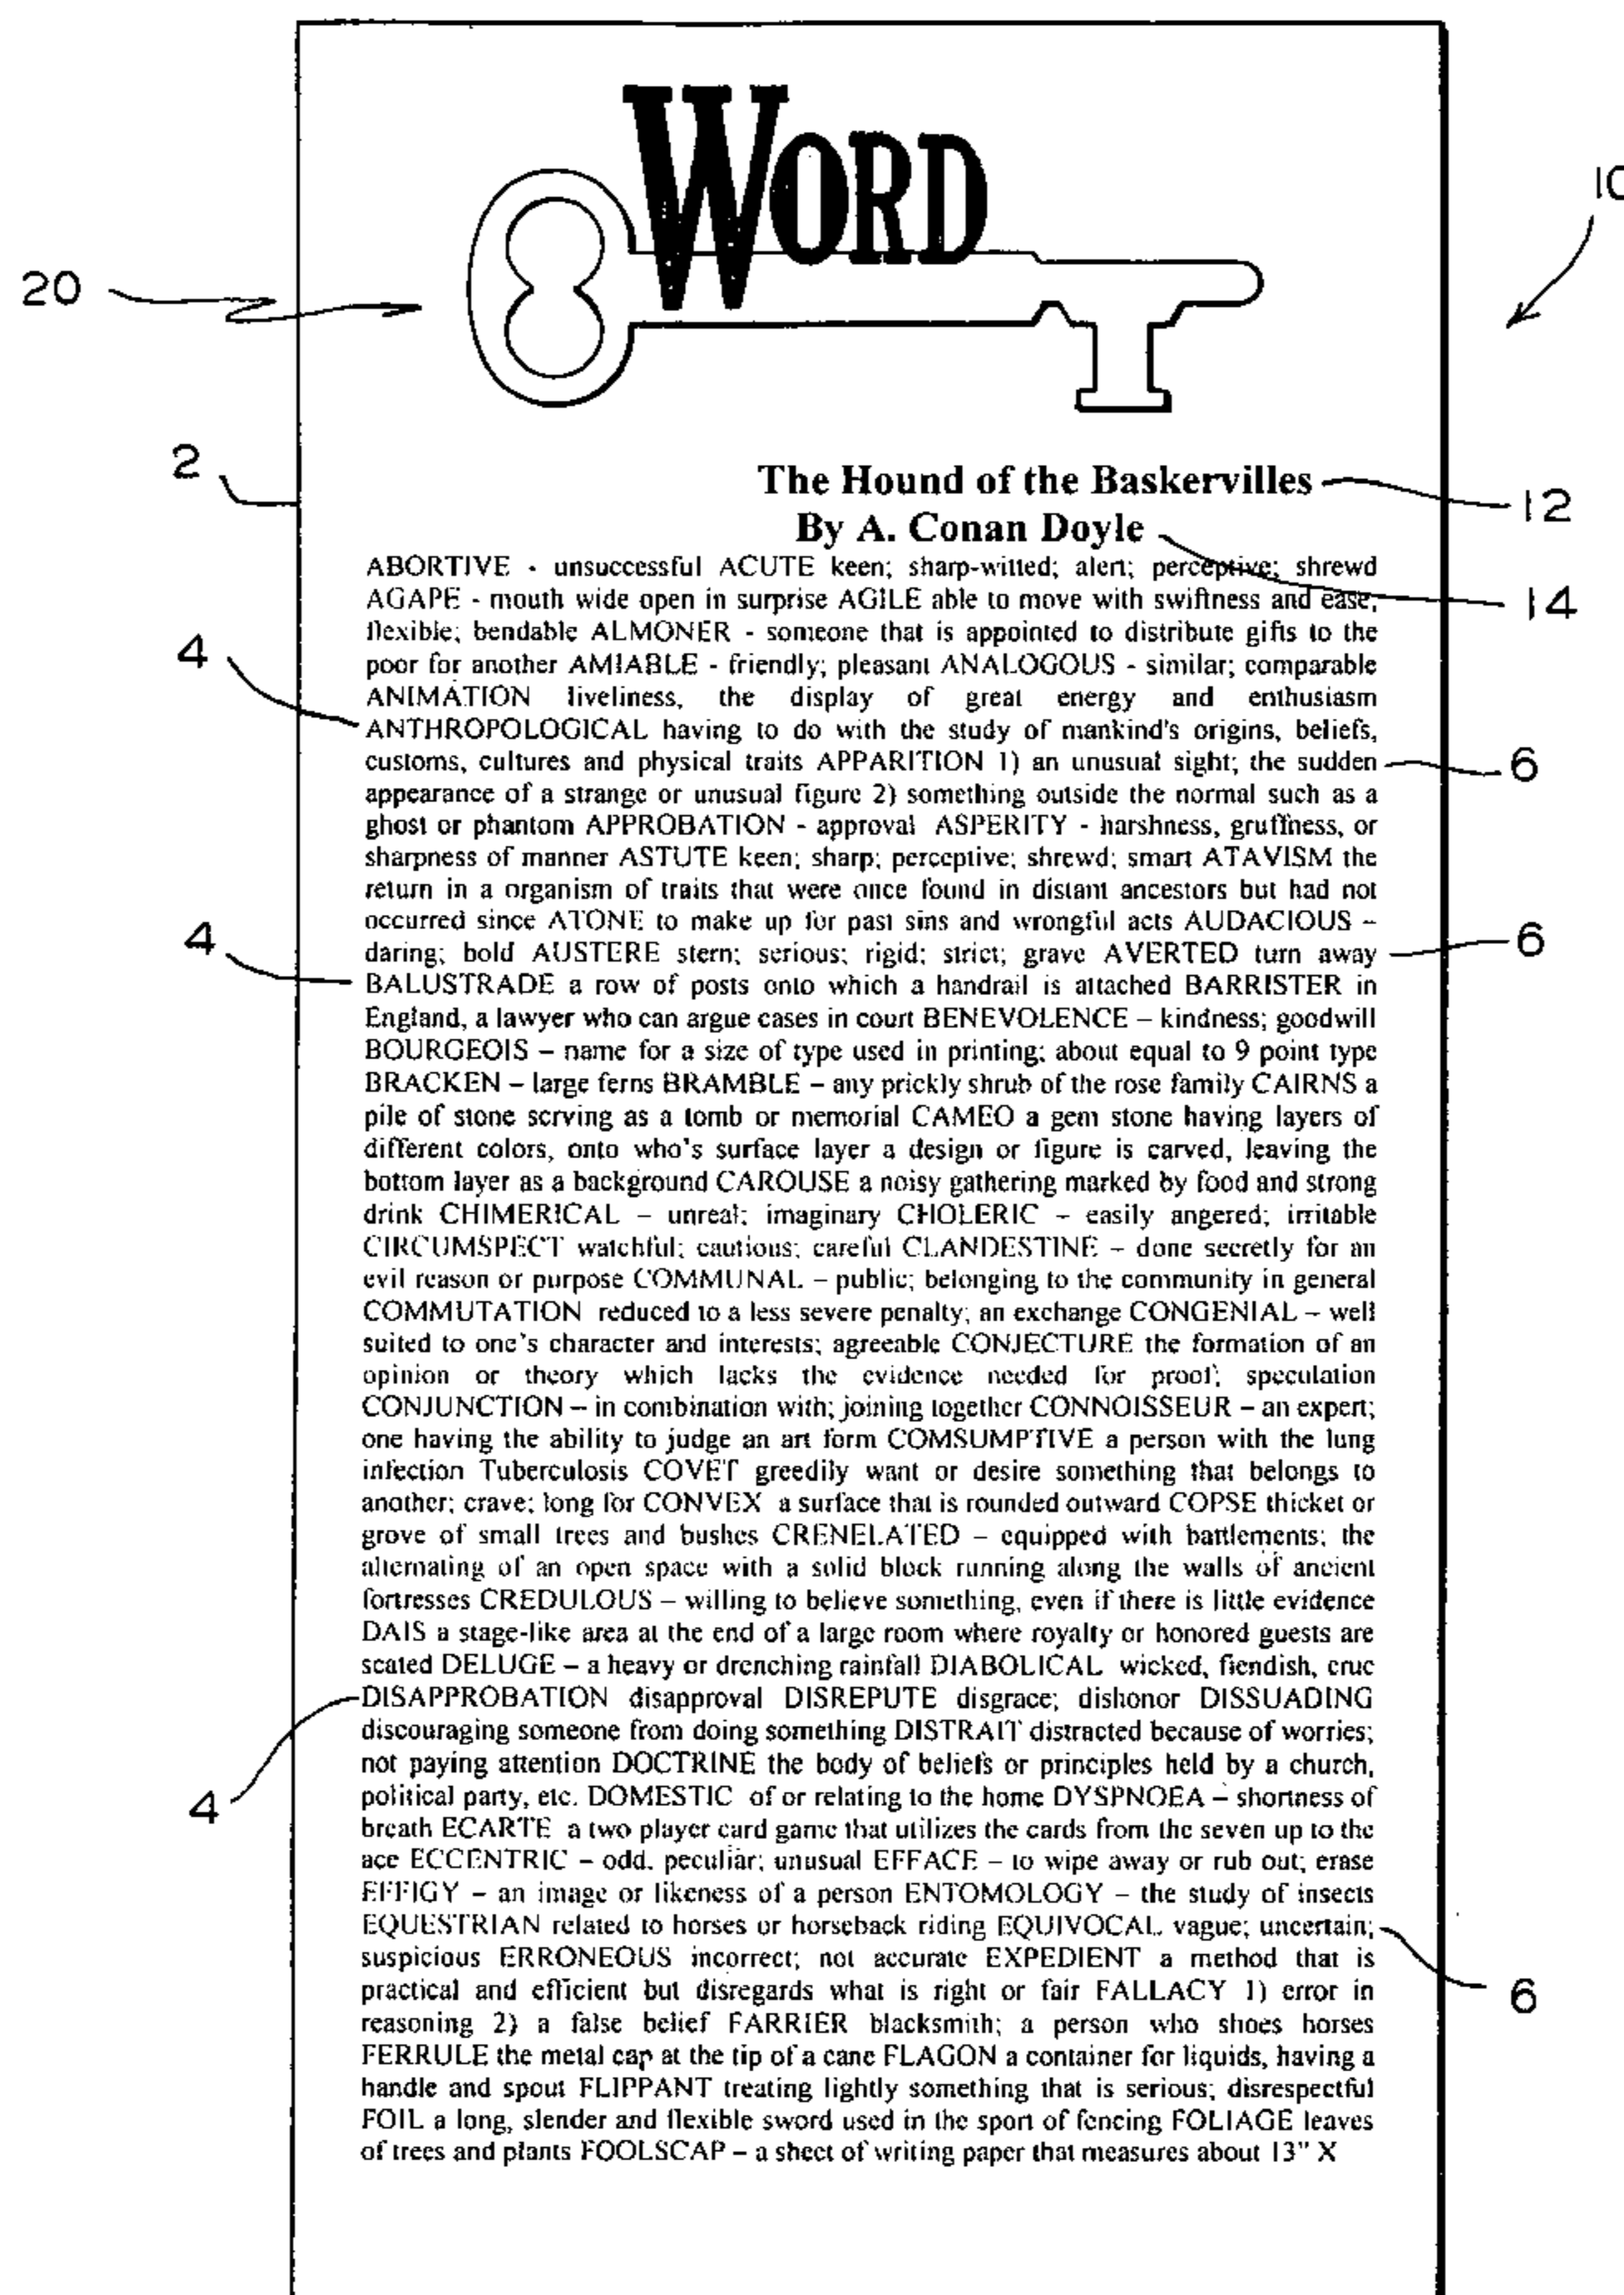 WORD
10
20
2
The Hound of the Baskervilles
12
By A. Conan Doyle
14
ABORTIVE - unsuccessful ACUTE keen; sharp-witted; alert; perceptive; shrewd
AGAPE - mouth wide open in surprise AGILE able to move with swiftness and ease,
flexible; bendable ALMONER - someone that is appointed to distribute gifts to the
4
poor for another AMIABLE - friendly; pleasant ANALOGOUS - similar; comparable
ANIMATION liveliness, the display of great energy and enthusiasm
ANTHROPOLOGICAL having to do with the study of mankind's origins, beliefs,
customs, cultures and physical traits APPARITION 1) an unusual sight; the sudden
6
appearance of a strange or unusual figure 2) something outside the normal such as a
ghost or phantom APPROBATION - approval ASPERITY - harshness, gruffness, or
sharpness of manner ASTUTE keen; sharp; perceptive; shrewd; smart ATAVISM the
return in a organism of traits that were once found in distant ancestors but had not
occurred since ATONE to make up for past sins and wrongful acts AUDACIOUS –
4
daring; bold AUSTERE stern; serious; rigid; strict; grave AVERTED turn away
6
BALUSTRADE a row of posts onto which a handrail is attached BARRISTER in
England, a lawyer who can argue cases in court BENEVOLENCE – kindness; goodwill
BOURGEOIS – name for a size of type used in printing; about equal to 9 point type
BRACKEN – large ferns BRAMBLE – any prickly shrub of the rose family CAIRNS a
pile of stone serving as a tomb or memorial CAMEO a gem stone having layers of
different colors, onto who's surface layer a design or figure is carved, leaving the
bottom layer as a background CAROUSE a noisy gathering marked by food and strong
drink CHIMERICAL – unreal; imaginary CHOLERIC – easily angered; irritable
CIRCUMSPECT watchful; cautious; careful CLANDESTINE – done secretly for an
evil reason or purpose COMMUNAL – public; belonging to the community in general
COMMUTATION reduced to a less severe penalty; an exchange CONGENIAL – well
suited to one's character and interests; agreeable CONJECTURE the formation of an
opinion or theory which lacks the evidence needed for proof; speculation
CONJUNCTION – in combination with; joining together CONNOISSEUR – an expert;
one having the ability to judge an art form COMSUMPTIVE a person with the lung
infection Tuberculosis COVET greedily want or desire something that belongs to
another; crave; long for CONVEX a surface that is rounded outward COPSE thicket or
grove of small trees and bushes CRENELATED – equipped with battlements; the
alternating of an open space with a solid block running along the walls of ancient
fortresses CREDULOUS – willing to believe something, even if there is little evidence
DAIS a stage-like area at the end of a large room where royalty or honored guests are
seated DELUGE – a heavy or drenching rainfall DIABOLICAL wicked, fiendish, cruc
DISAPPROBATION disapproval DISREPUTE disgrace; dishonor DISSUADING
discouraging someone from doing something DISTRAIT distracted because of worries;
not paying attention DOCTRINE the body of beliefs or principles held by a church,
political party, etc. DOMESTIC of or relating to the home DYSPNOEA – shortness of
4
breath ECARTE a two player card game that utilizes the cards from the seven up to the
ace ECCENTRIC – odd, peculiar; unusual EFFACE – to wipe away or rub out; erase
EFFIGY – an image or likeness of a person ENTOMOLOGY – the study of insects
EQUESTRIAN related to horses or horseback riding EQUIVOCAL vague; uncertain;
suspicious ERRONEOUS incorrect; not accurate EXPEDIENT a method that is
practical and efficient but disregards what is right or fair FALLACY 1) error in
6
reasoning 2) a false belief FARRIER blacksmith; a person who shoes horses
FERRULE the metal cap at the tip of a cane FLAGON a container for liquids, having a
handle and spout FLIPPANT treating lightly something that is serious; disrespectful
FOIL a long, slender and flexible sword used in the sport of fencing FOLIAGE leaves
of trees and plants FOOLSCAP – a sheet of writing paper that measures about 13" X